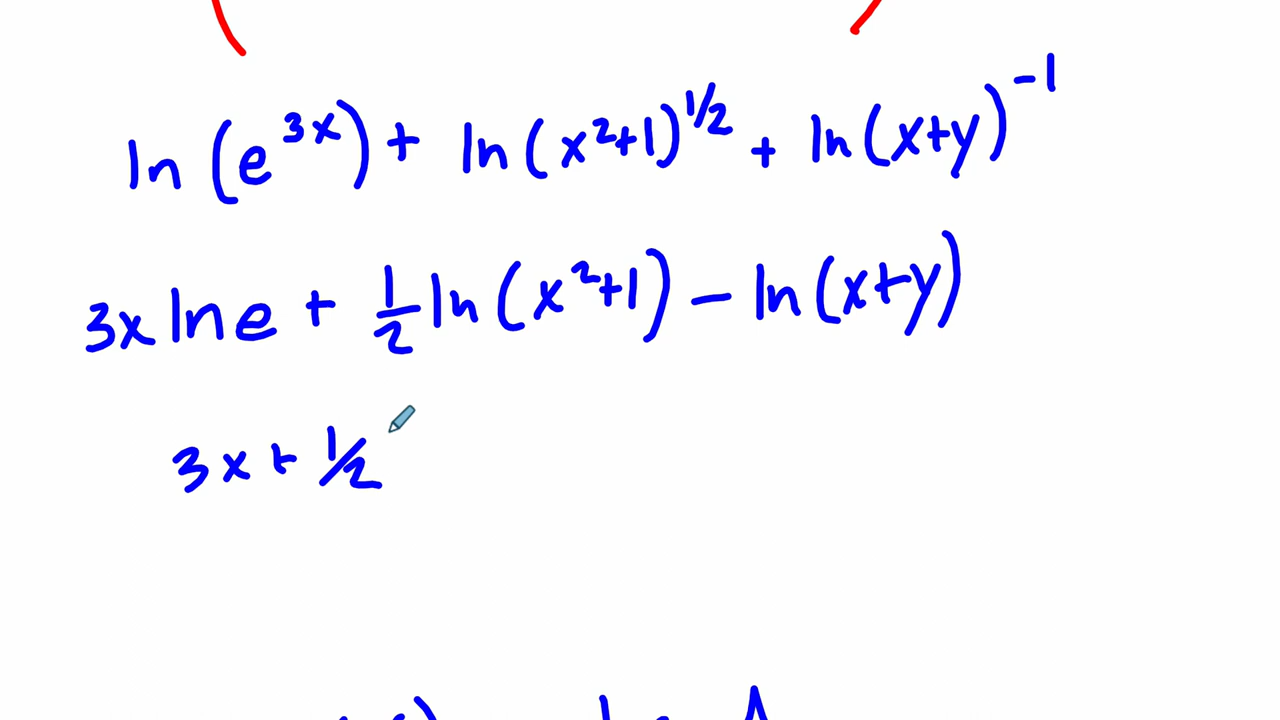 ln(e^{3x}) + ln(x²+1)^{1/2} + ln(x+y)^{-1}
3x lne + 1/2 ln(x²+1) - ln(x+y)
3x + 1/2